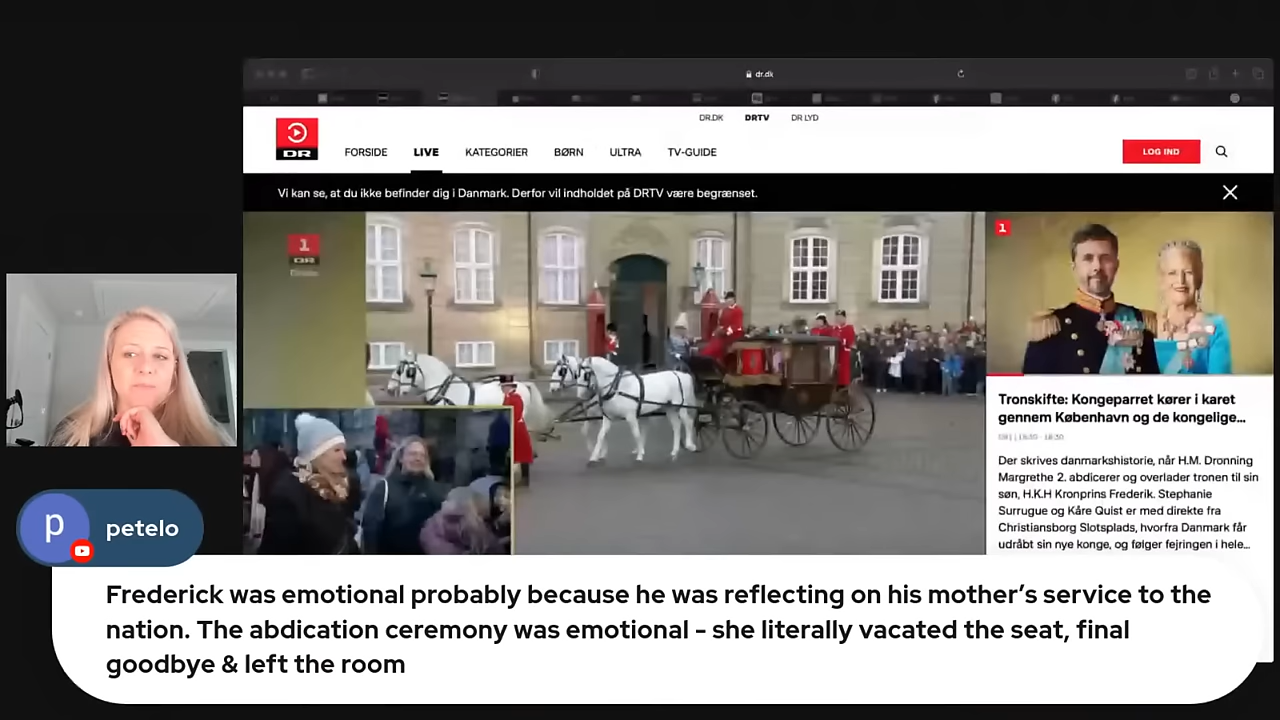 dr.dk
DR.DK DRTV DR LYD
DR
FORSIDE LIVE KATEGORIER BØRN ULTRA TV-GUIDE
LOG IND
Vi kan se, at du ikke befinder dig i Danmark. Derfor vil indholdet på DRTV være begrænset.
1
DR
1
Tronskifte: Kongeparret kører i karet
gennem København og de kongelige...
Der skrives danmarkshistorie, når H.M. Dronning
Margrethe 2. abdicerer og overlader tronen til sin
søn, H.K.H Kronprins Frederik. Stephanie
Surrugue og Kåre Quist er med direkte fra
Christiansborg Slotsplads, hvorfra Danmark får
udråbt sin nye konge, og følger fejringen i hele...
p
petelo
Frederick was emotional probably because he was reflecting on his mother’s service to the
nation. The abdication ceremony was emotional - she literally vacated the seat, final
goodbye & left the room